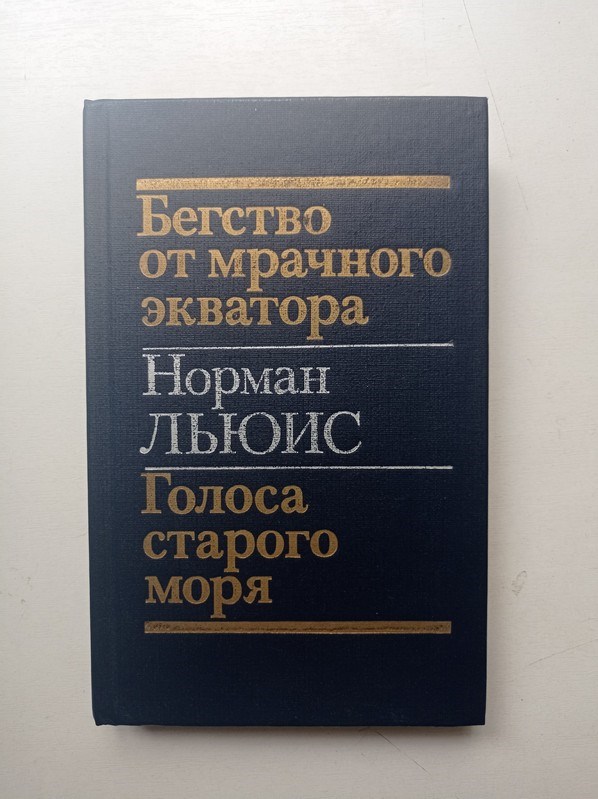 Бегство
от мрачного
экватора
Норман
ЛЬЮИС
Голоса
старого
моря